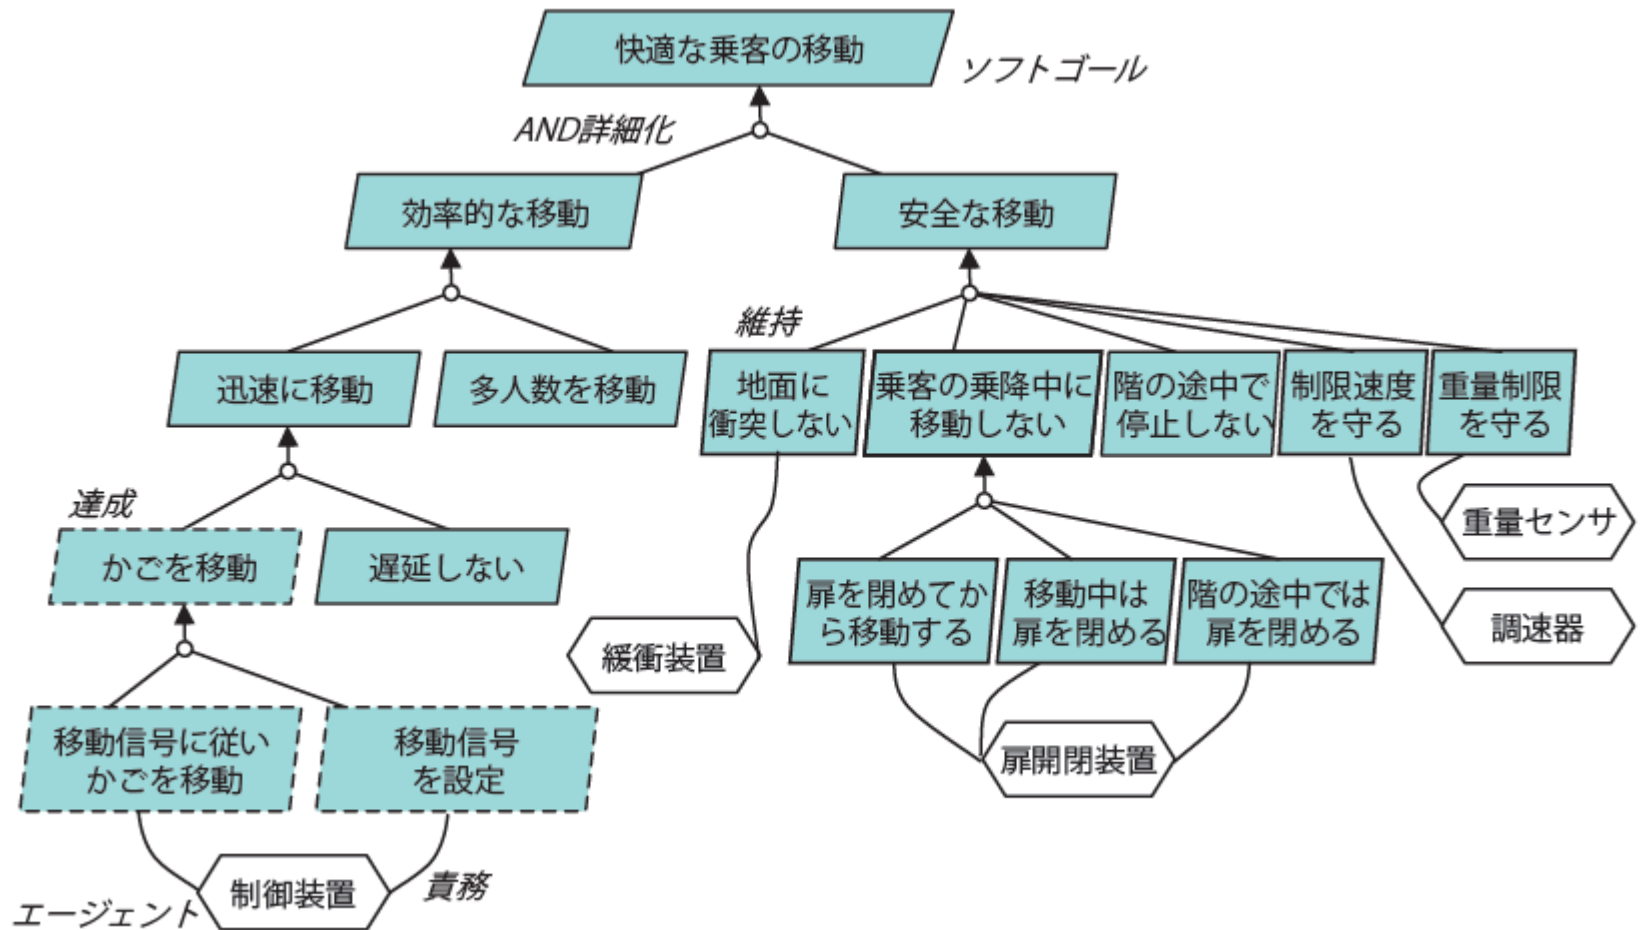 快適な乗客の移動
ソフトゴール
AND詳細化
効率的な移動
安全な移動
維持
迅速に移動
多人数を移動
地面に
衝突しない
乗客の乗降中に
移動しない
階の途中で
停止しない
制限速度
を守る
重量制限
を守る
達成
かごを移動
遅延しない
重量センサ
扉を閉めてか
ら移動する
移動中は
扉を閉める
階の途中では
扉を閉める
調速器
緩衝装置
移動信号に従い
かごを移動
移動信号
を設定
扉開閉装置
エージェント
制御装置
責務